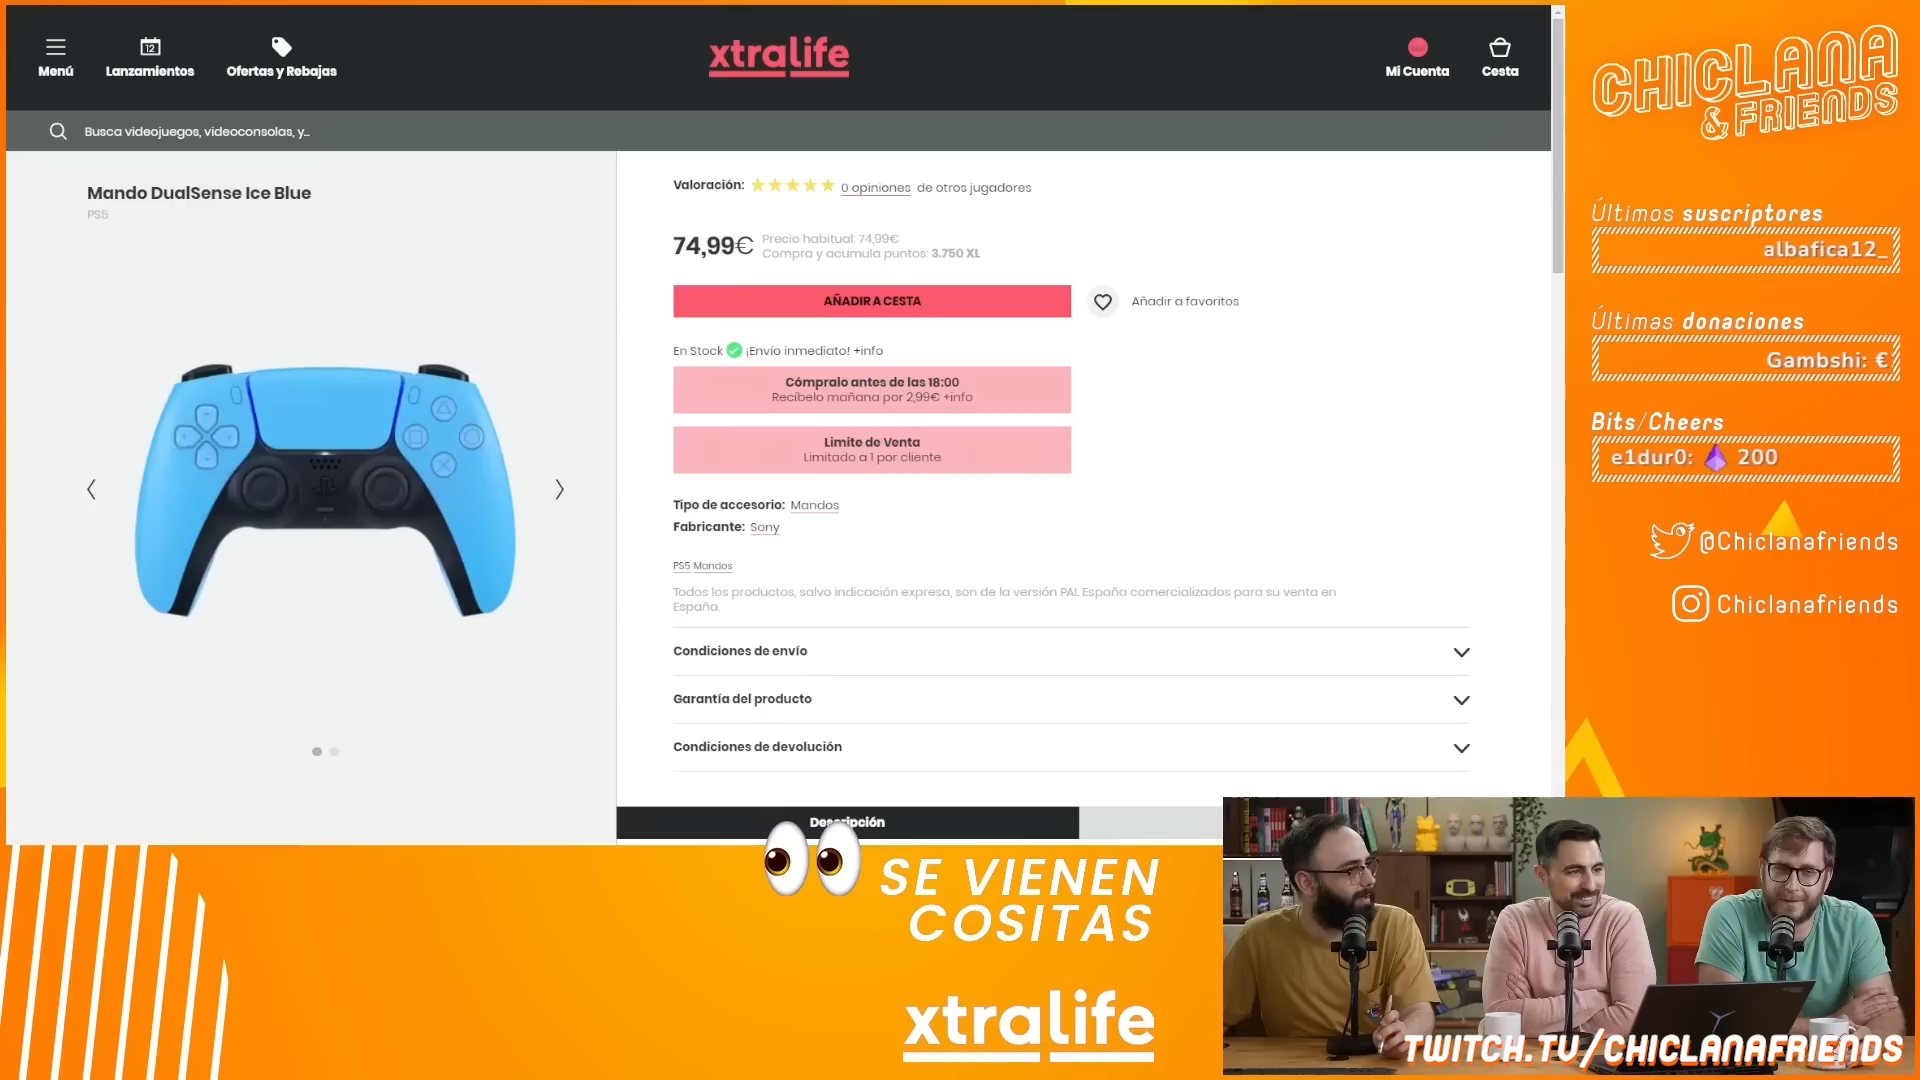 Menú
Lanzamientos
Ofertas y Rebajas
xtralife
Mi Cuenta
Cesta
12
Busca videojuegos, videoconsolas, y...
Mando DualSense Ice Blue
PS5
Valoración:
0 opiniones de otros jugadores
74,99€
Precio habitual: 74,99€
Compra y acumula puntos: 3.750 XL
AÑADIR A CESTA
Añadir a favoritos
En Stock ¡Envío inmediato! +info
Cómpralo antes de las 18:00
Recíbelo mañana por 2,99€ +info
Limite de Venta
Limitado a 1 por cliente
Tipo de accesorio: Mandos
Fabricante: Sony
PS5 Mandos
Todos los productos, salvo indicación expresa, son de la versión PAL España comercializados para su venta en
España.
Condiciones de envío
Garantía del producto
Condiciones de devolución
Descripción
CHICLANA
& FRIENDS
Últimos suscriptores
albafica12_
Últimas donaciones
Gambshi: €
Bits/Cheers
e1dur0: 200
@Chiclanafriends
Chiclanafriends
SE VIENEN
COSITAS
xtralife
TWITCH.TV/CHICLANAFRIENDS